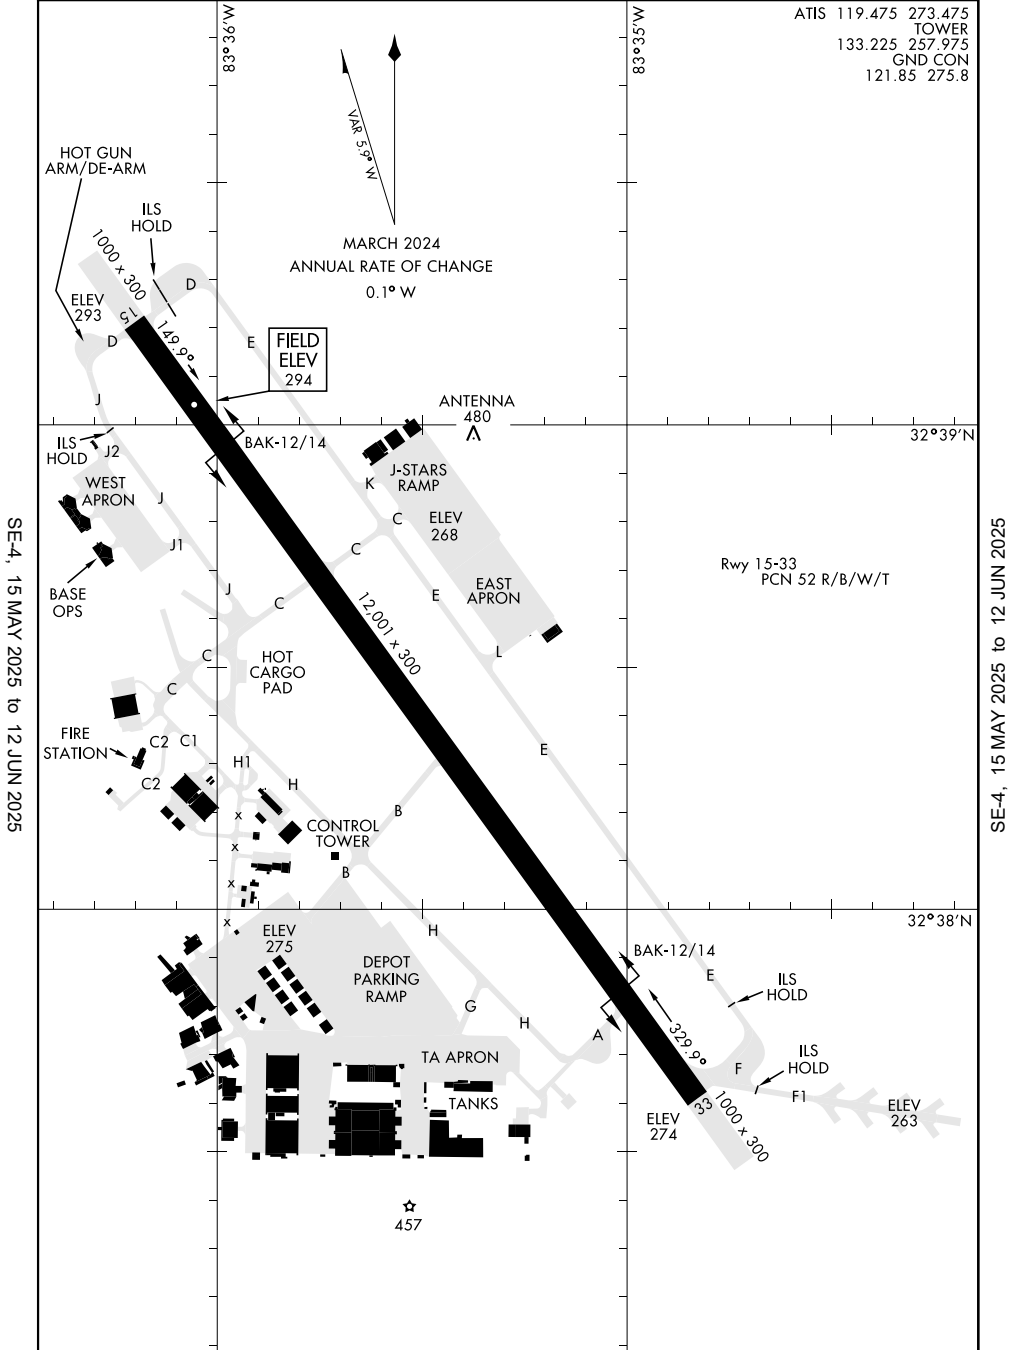 ATIS 119.475 273.475
TOWER
133.225 257.975
GND CON
121.85 275.8
83°36'W
83°35'W
VAR 5.9° W
MARCH 2024
ANNUAL RATE OF CHANGE
0.1° W
HOT GUN
ARM/DE-ARM
ILS
HOLD
1000 x 300
D
ELEV
293
15
149.9°
D
E
FIELD
ELEV
294
J
ANTENNA
480
32°39'N
BAK-12/14
ILS
HOLD
J2
WEST
APRON
J-STARS
RAMP
K
J
C
ELEV
268
J1
C
BASE
OPS
J
C
E
EAST
APRON
Rwy 15-33
PCN 52 R/B/W/T
12,001 x 300
C
HOT
CARGO
PAD
L
C
FIRE
STATION
C2
C1
E
H1
C2
H
x
B
CONTROL
TOWER
x
B
x
x
32°38'N
ELEV
275
H
DEPOT
PARKING
RAMP
BAK-12/14
E
ILS
HOLD
G
H
A
329.9°
TA APRON
F
ILS
HOLD
F1
TANKS
33
ELEV
274
1000 x 300
ELEV
263
457
SE-4, 15 MAY 2025 to 12 JUN 2025
SE-4, 15 MAY 2025 to 12 JUN 2025